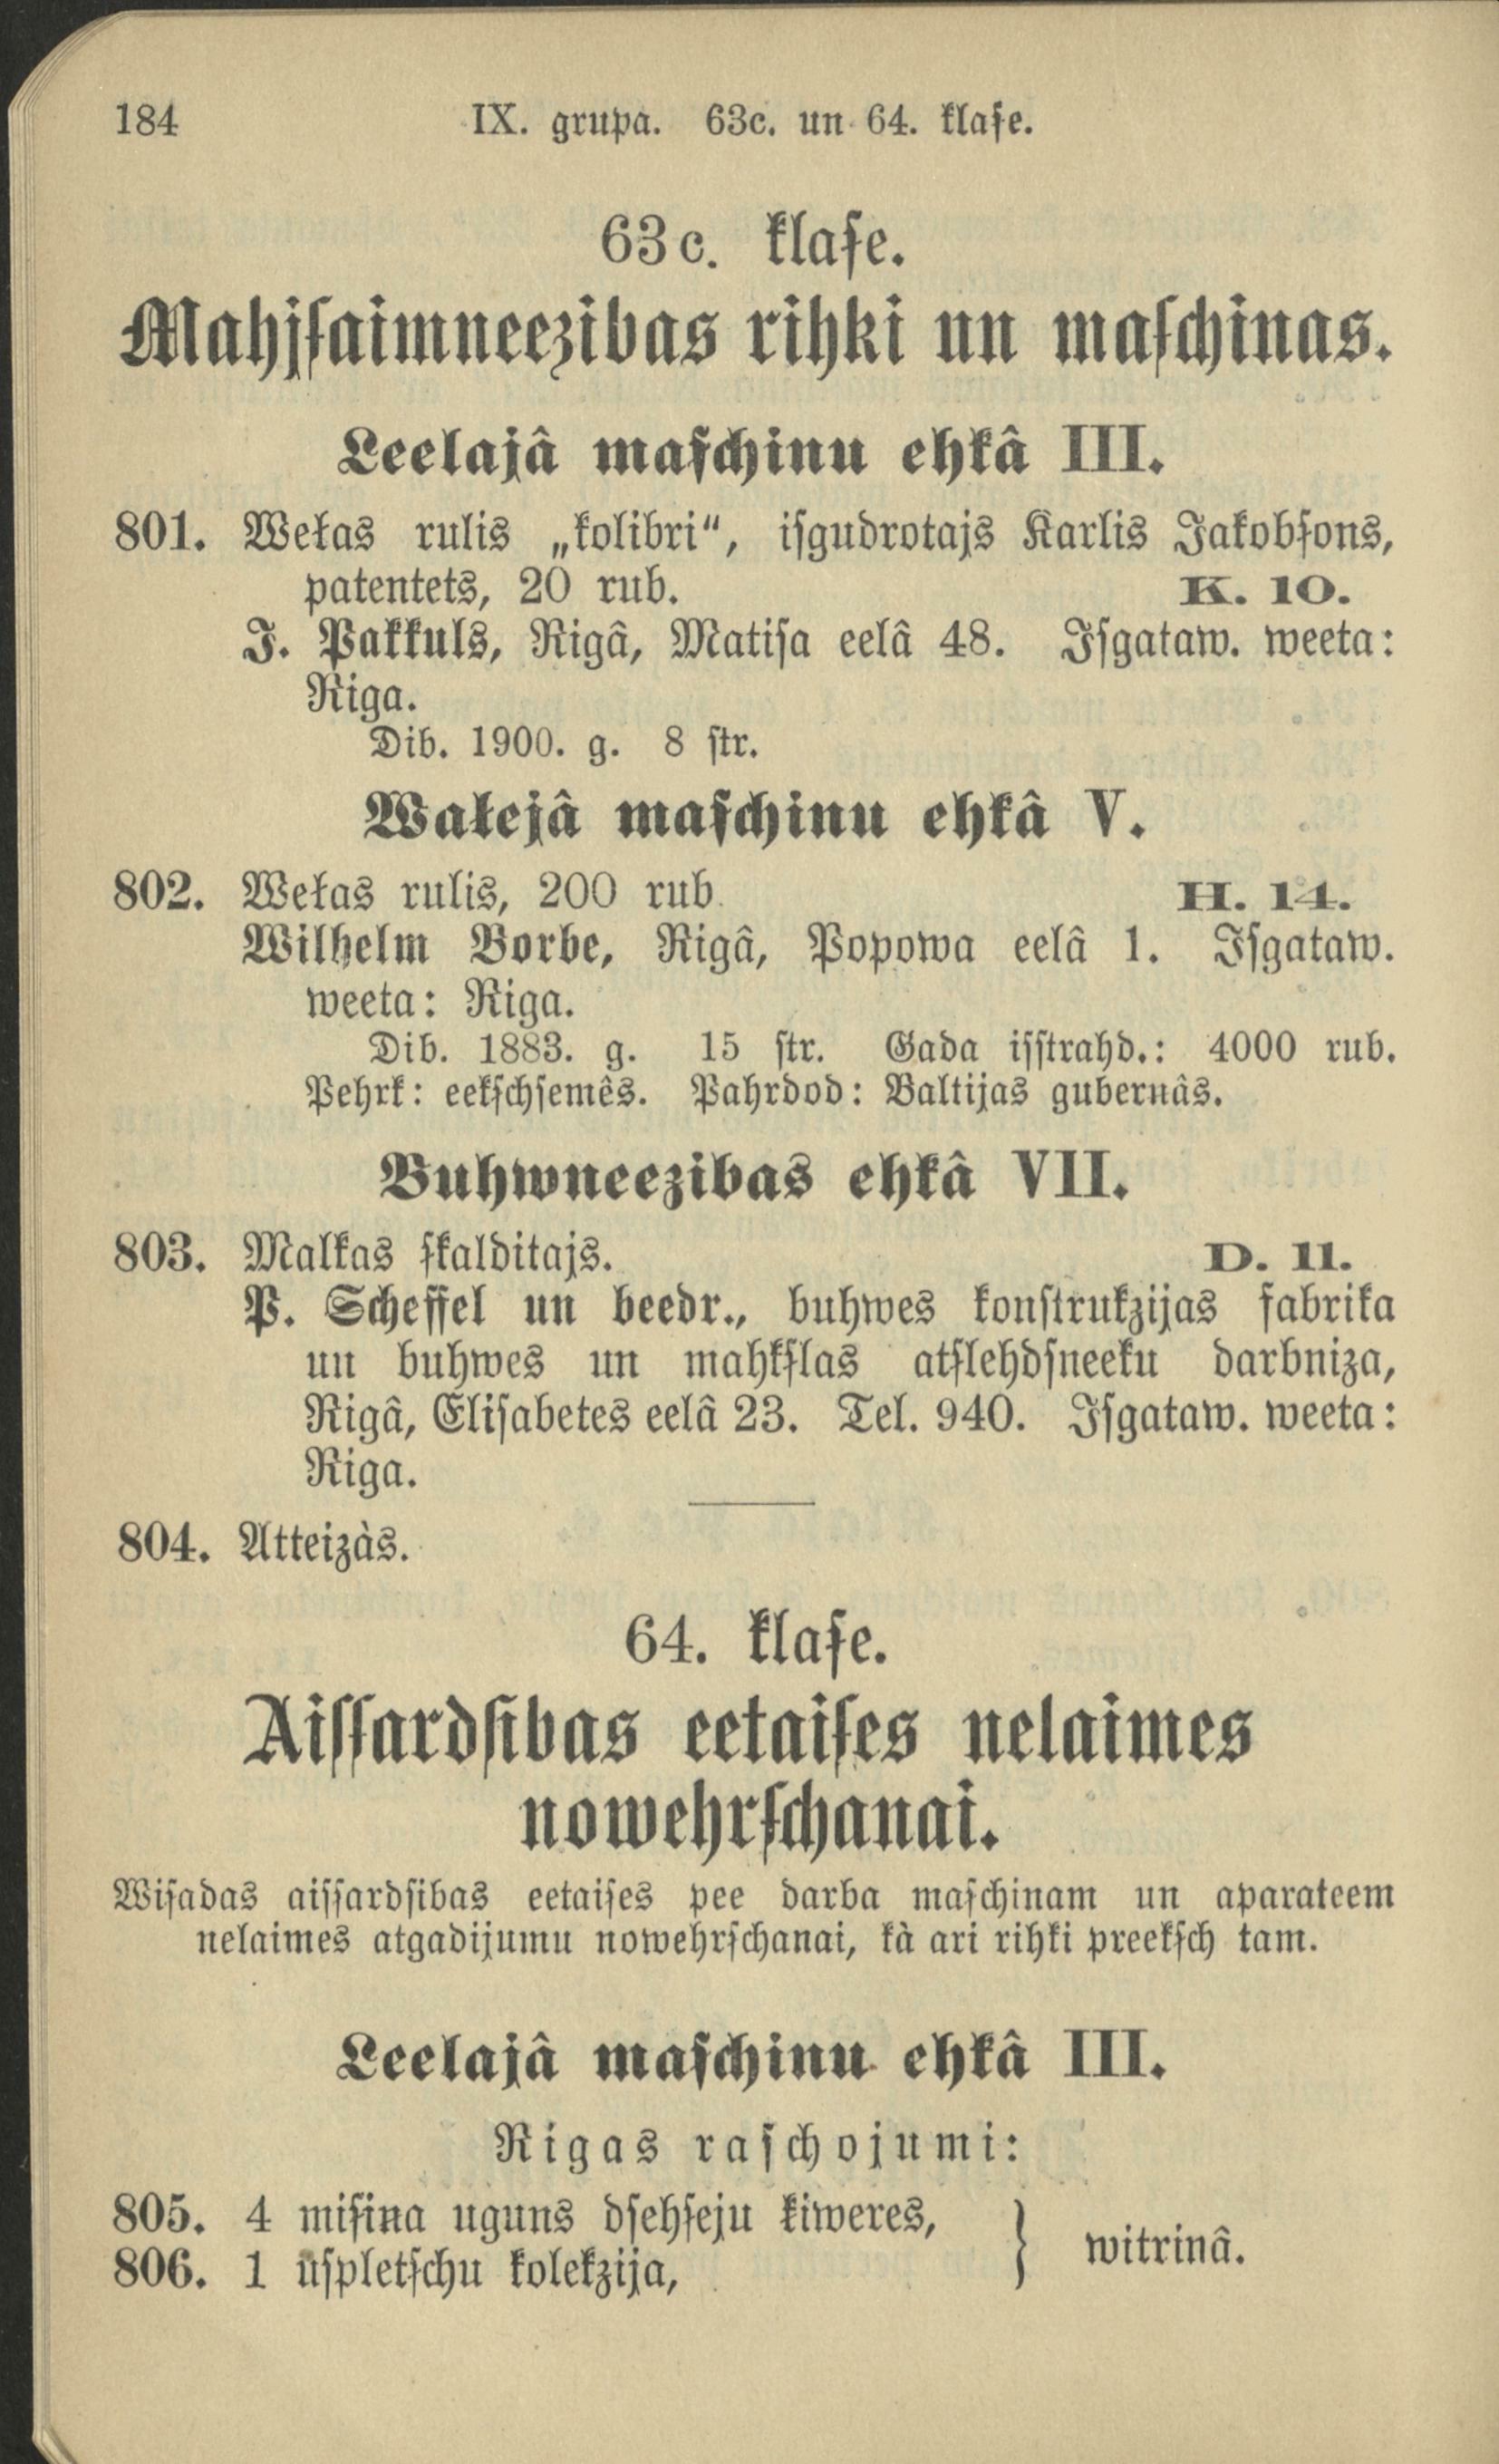 184 IX. grupa. 63c. un 64. klaſe.
63 c. klaſe.
Mahjſaimneezibas rihki un maſchinas.
Leelajâ maſchinu ehkâ III.
801. Weļas rulis „kolibri“, iſgudrotajs Karlis Jakobſons,
patentets, 20 rub. K. 10.
J. Pakkuls, Rigâ, Matiſa eelâ 48. Iſgataw. weeta:
Riga.
Dib. 1900. g. 8 ſtr.
Waļejâ maſchinu ehkâ V.
802. Weļas rulis, 200 rub. H. 14.
Wilhelm Borbe, Rigâ, Popowa eelâ 1. Iſgataw.
weeta: Riga.
Dib. 1883. g. 15 ſtr. Gada iſſtrahd.: 4000 rub.
Pehrk: eekſchſemês. Pahrdod: Baltijas gubernâs.
Buhwneezibas ehkâ VII.
803. Malkas ſkalditajs. D. 11.
P. Scheffel un beedr., buhwes konſtrukzijas fabrika
un buhwes un mahkſlas atſlehdſneeku darbniza,
Rigâ, Eliſabetes eelâ 23. Tel. 940. Iſgataw. weeta:
Riga.
804. Atteizàs.
64. klaſe.
Aiſſardſibas eetaiſes nelaimes
nowehrſchanai.
Wiſadas aiſſardſibas eetaiſes pee darba maſchinam un aparateem
nelaimes atgadijumu nowehrſchanai, kà ari rihki preekſch tam.
Leelajâ maſchinu ehkâ III.
Rigas raſchojumi:
805. 4 miſiņa uguns dſehſeju kiweres,
806. 1 uſpletſchu kolekzija, } witrinâ.